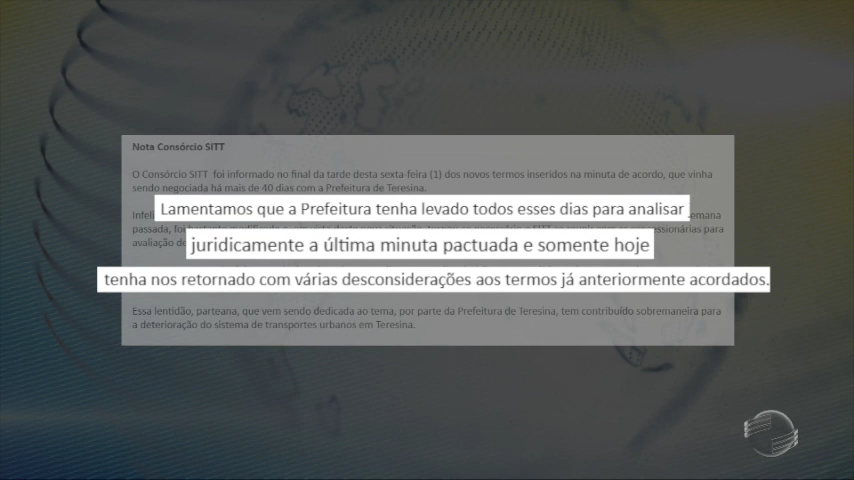 Nota Consórcio SITT
O Consórcio SITT foi informado no final da tarde desta sexta-feira (1) dos novos termos inseridos na minuta de acordo, que vinha
sendo negociada há mais de 40 dias com a Prefeitura de Teresina.
Lamentamos que a Prefeitura tenha levado todos esses dias para analisar
juridicamente a última minuta pactuada e somente hoje
tenha nos retornado com várias desconsiderações aos termos já anteriormente acordados.
Essa lentidão, parteana, que vem sendo dedicada ao tema, por parte da Prefeitura de Teresina, tem contribuído sobremaneira para
a deterioração do sistema de transportes urbanos em Teresina.